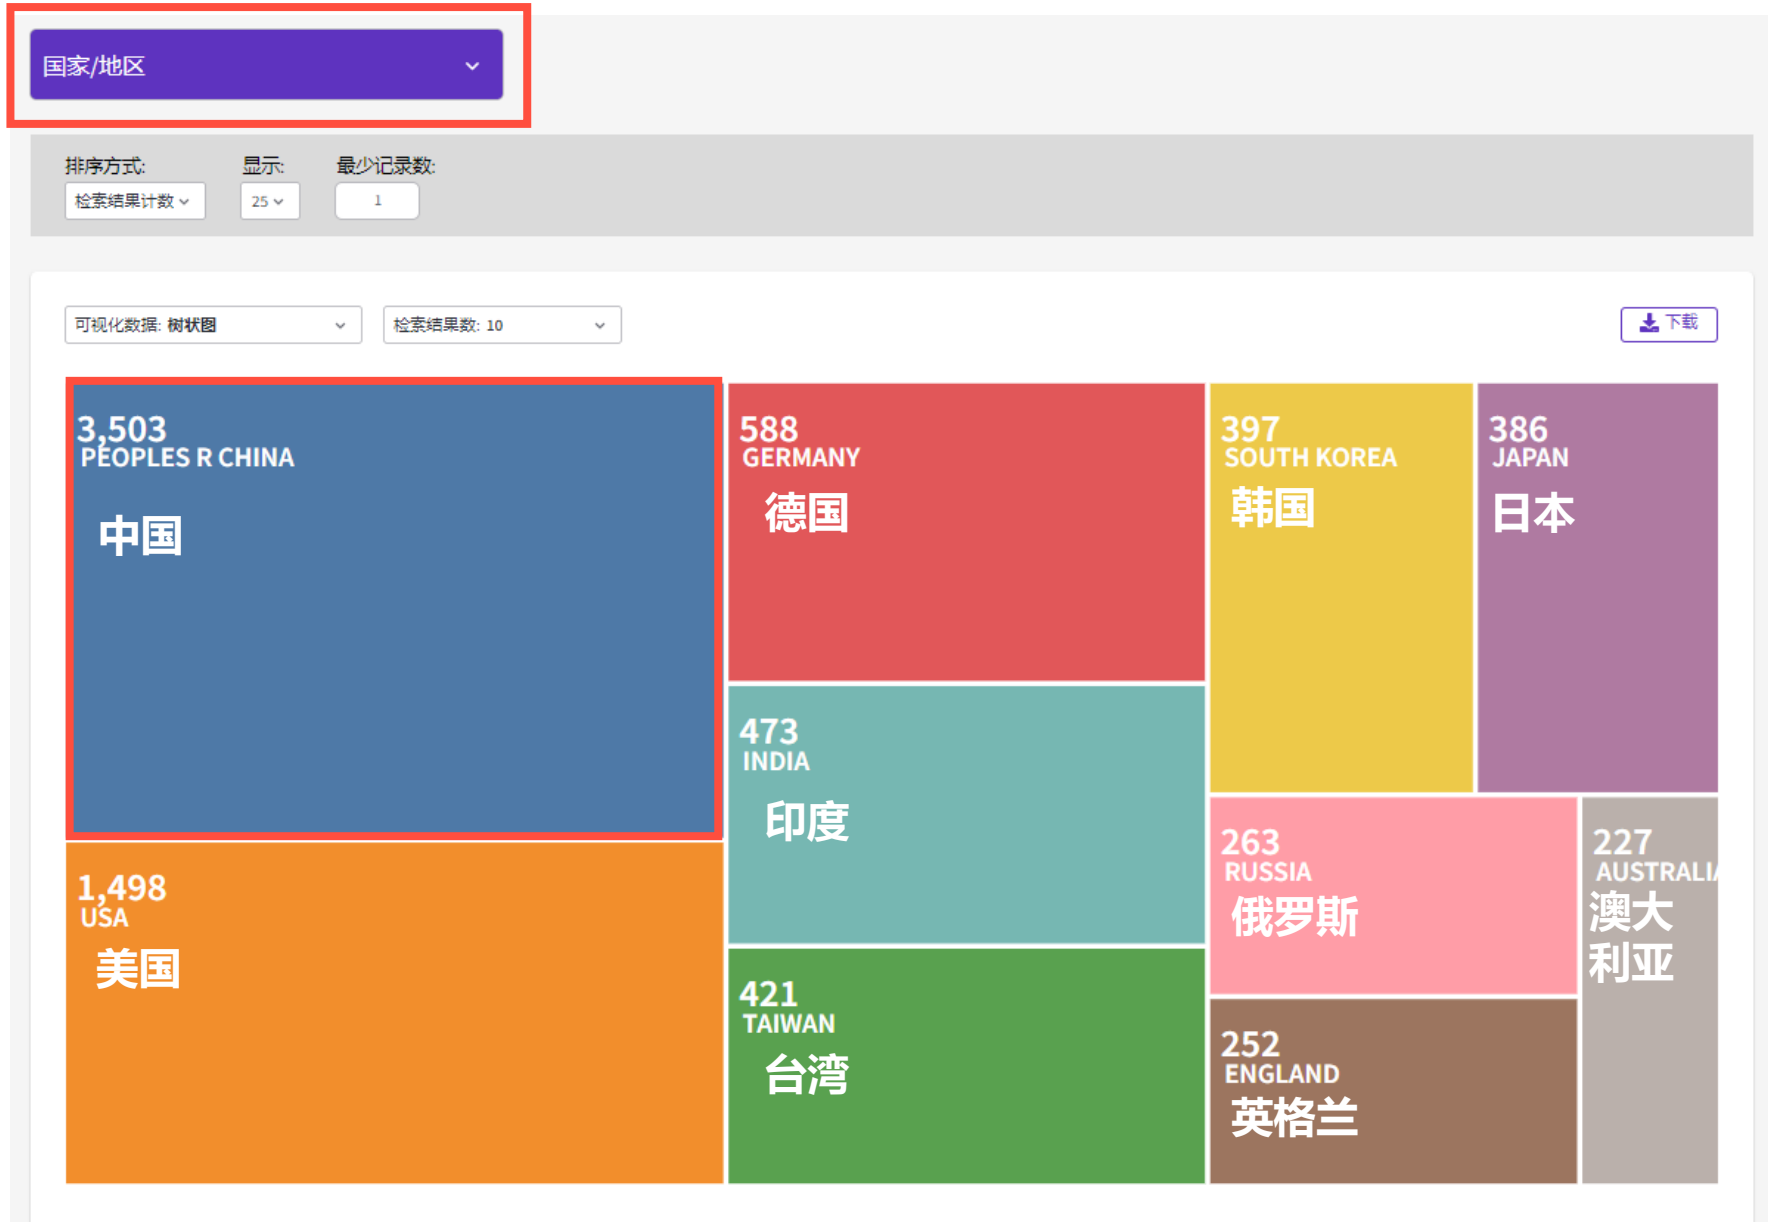 国家/地区
排序方式:
显示:
最少记录数:
检索结果计数
25
1
可视化数据: 树状图
检索结果数: 10
下载
3,503
PEOPLES R CHINA
中国
1,498
USA
美国
588
GERMANY
德国
473
INDIA
印度
421
TAIWAN
台湾
397
SOUTH KOREA
韩国
386
JAPAN
日本
263
RUSSIA
俄罗斯
252
ENGLAND
英格兰
227
AUSTRALIA
澳大
利亚